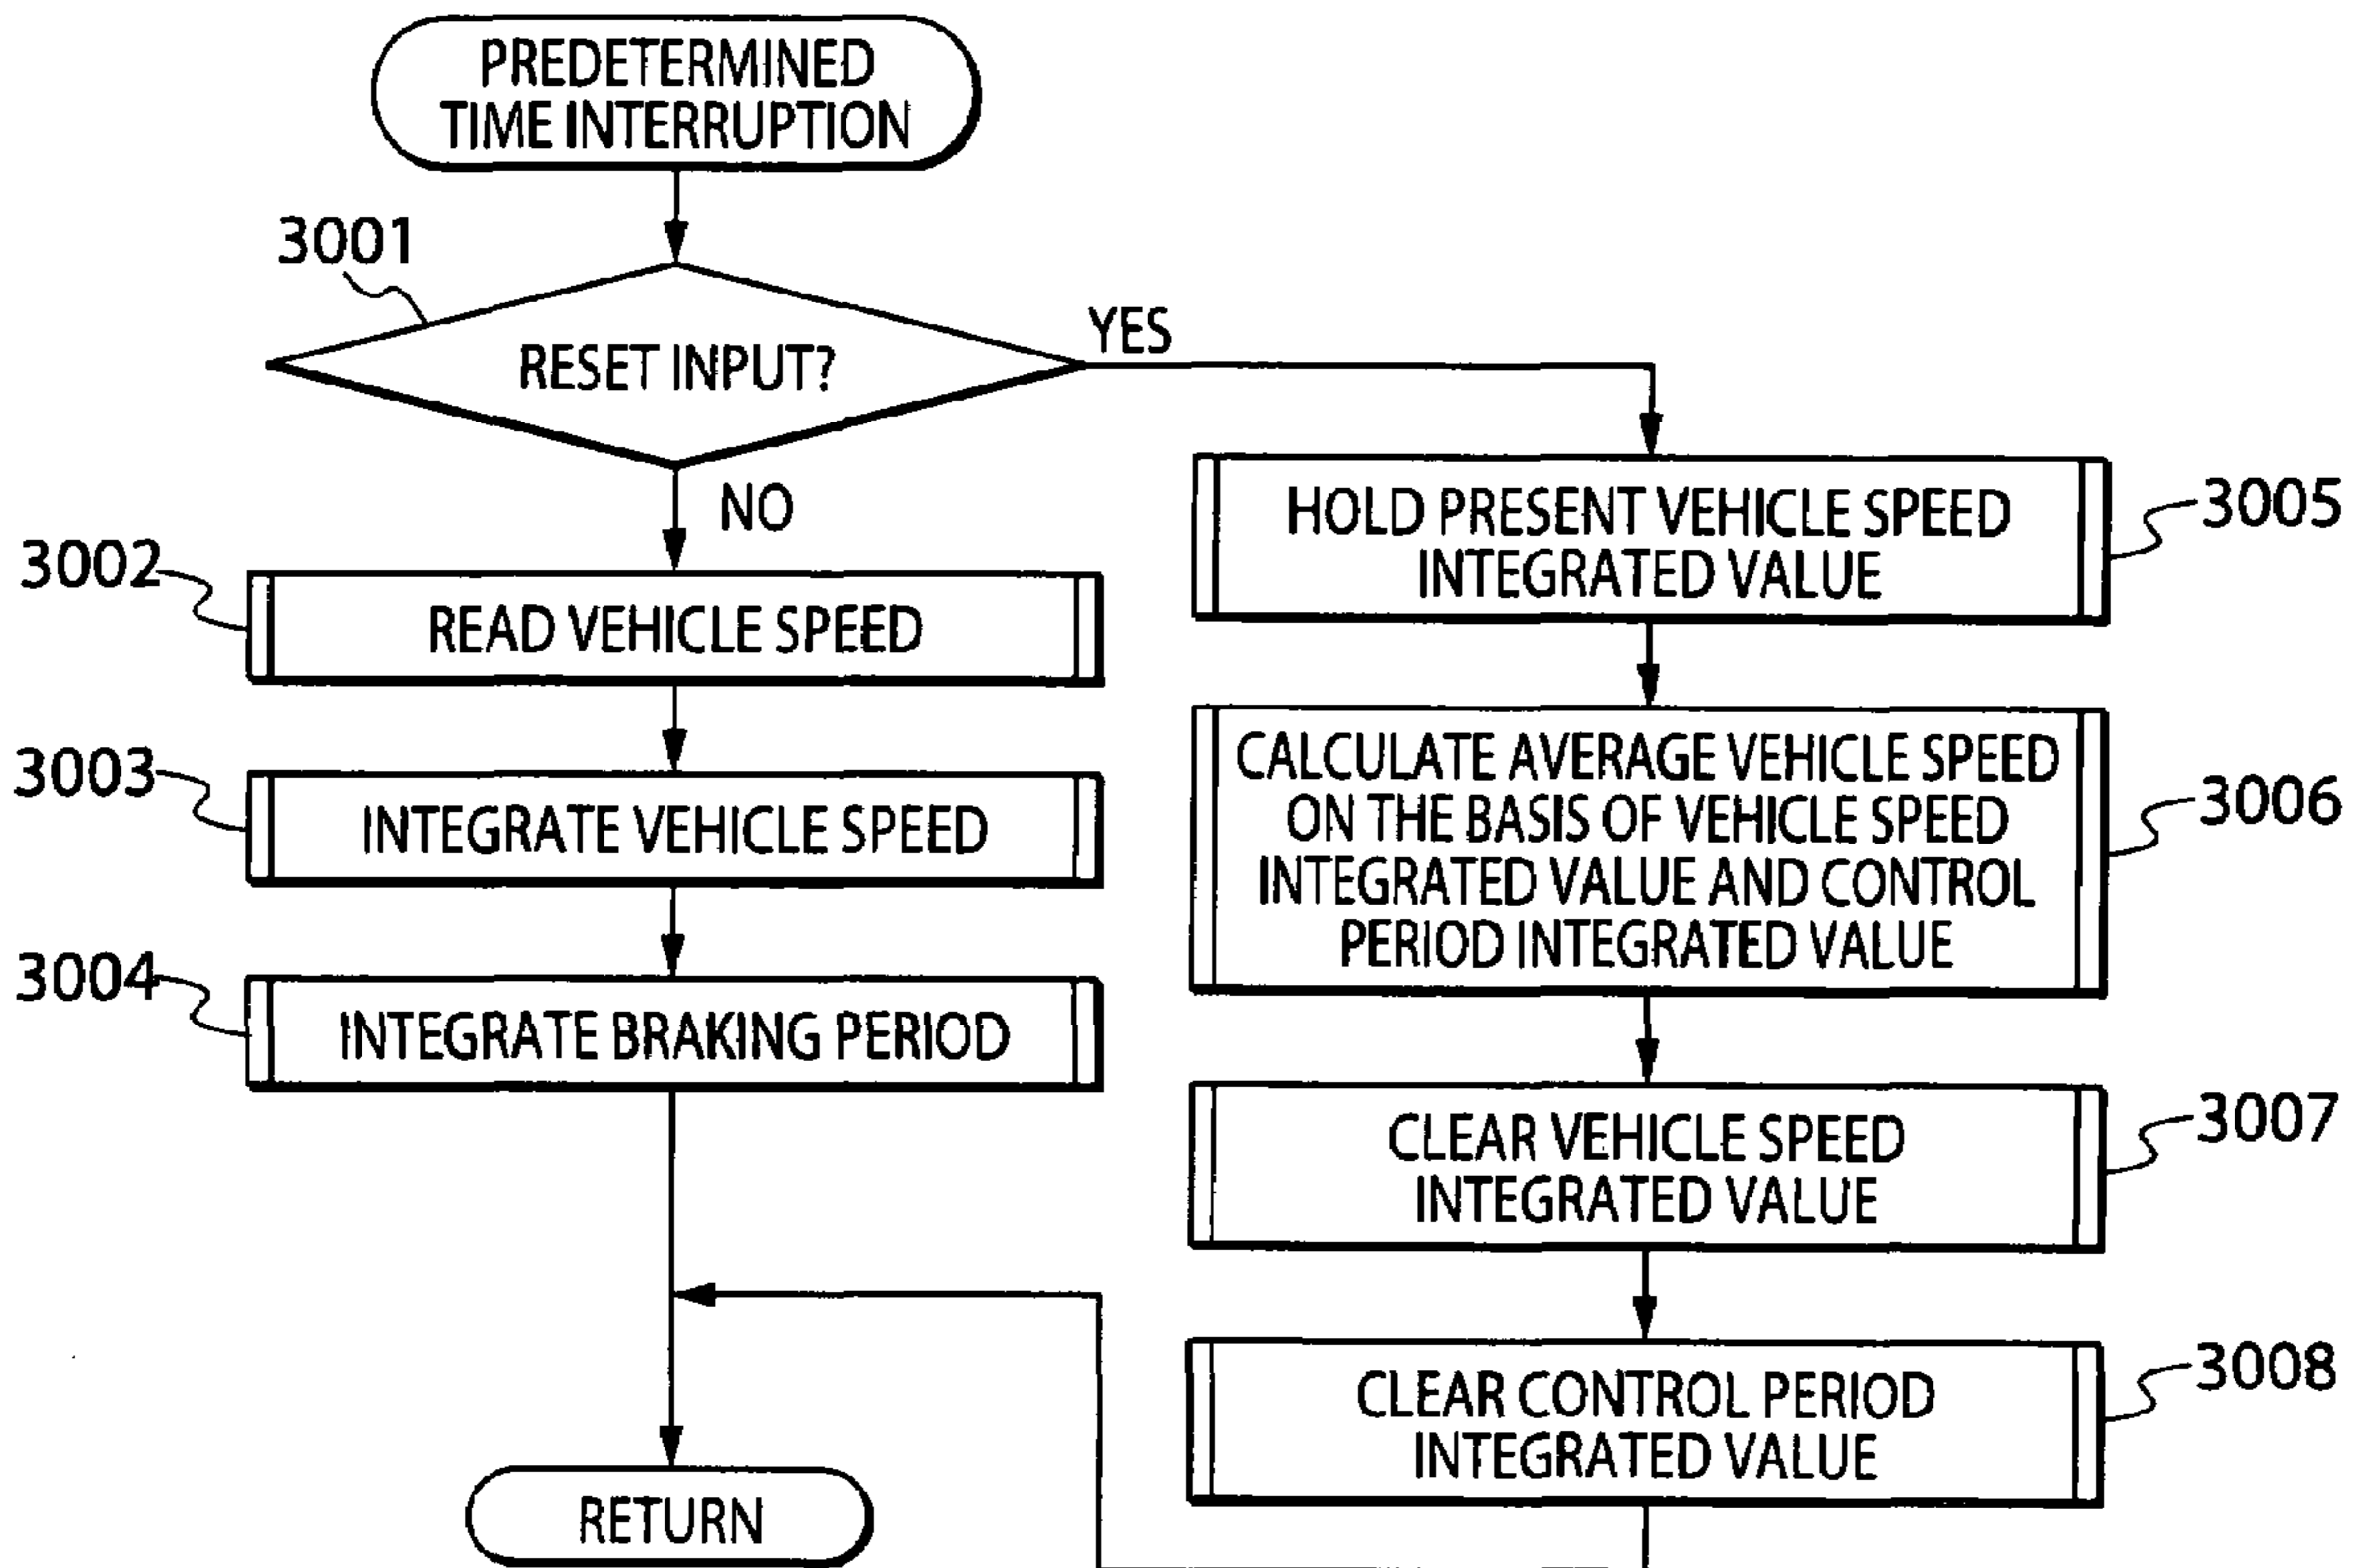 PREDETERMINED
TIME INTERRUPTION
3001
RESET INPUT?
YES
NO
3002
READ VEHICLE SPEED
3003
INTEGRATE VEHICLE SPEED
3004
INTEGRATE BRAKING PERIOD
RETURN
HOLD PRESENT VEHICLE SPEED
INTEGRATED VALUE
3005
CALCULATE AVERAGE VEHICLE SPEED
ON THE BASIS OF VEHICLE SPEED
INTEGRATED VALUE AND CONTROL
PERIOD INTEGRATED VALUE
3006
CLEAR VEHICLE SPEED
INTEGRATED VALUE
3007
CLEAR CONTROL PERIOD
INTEGRATED VALUE
3008